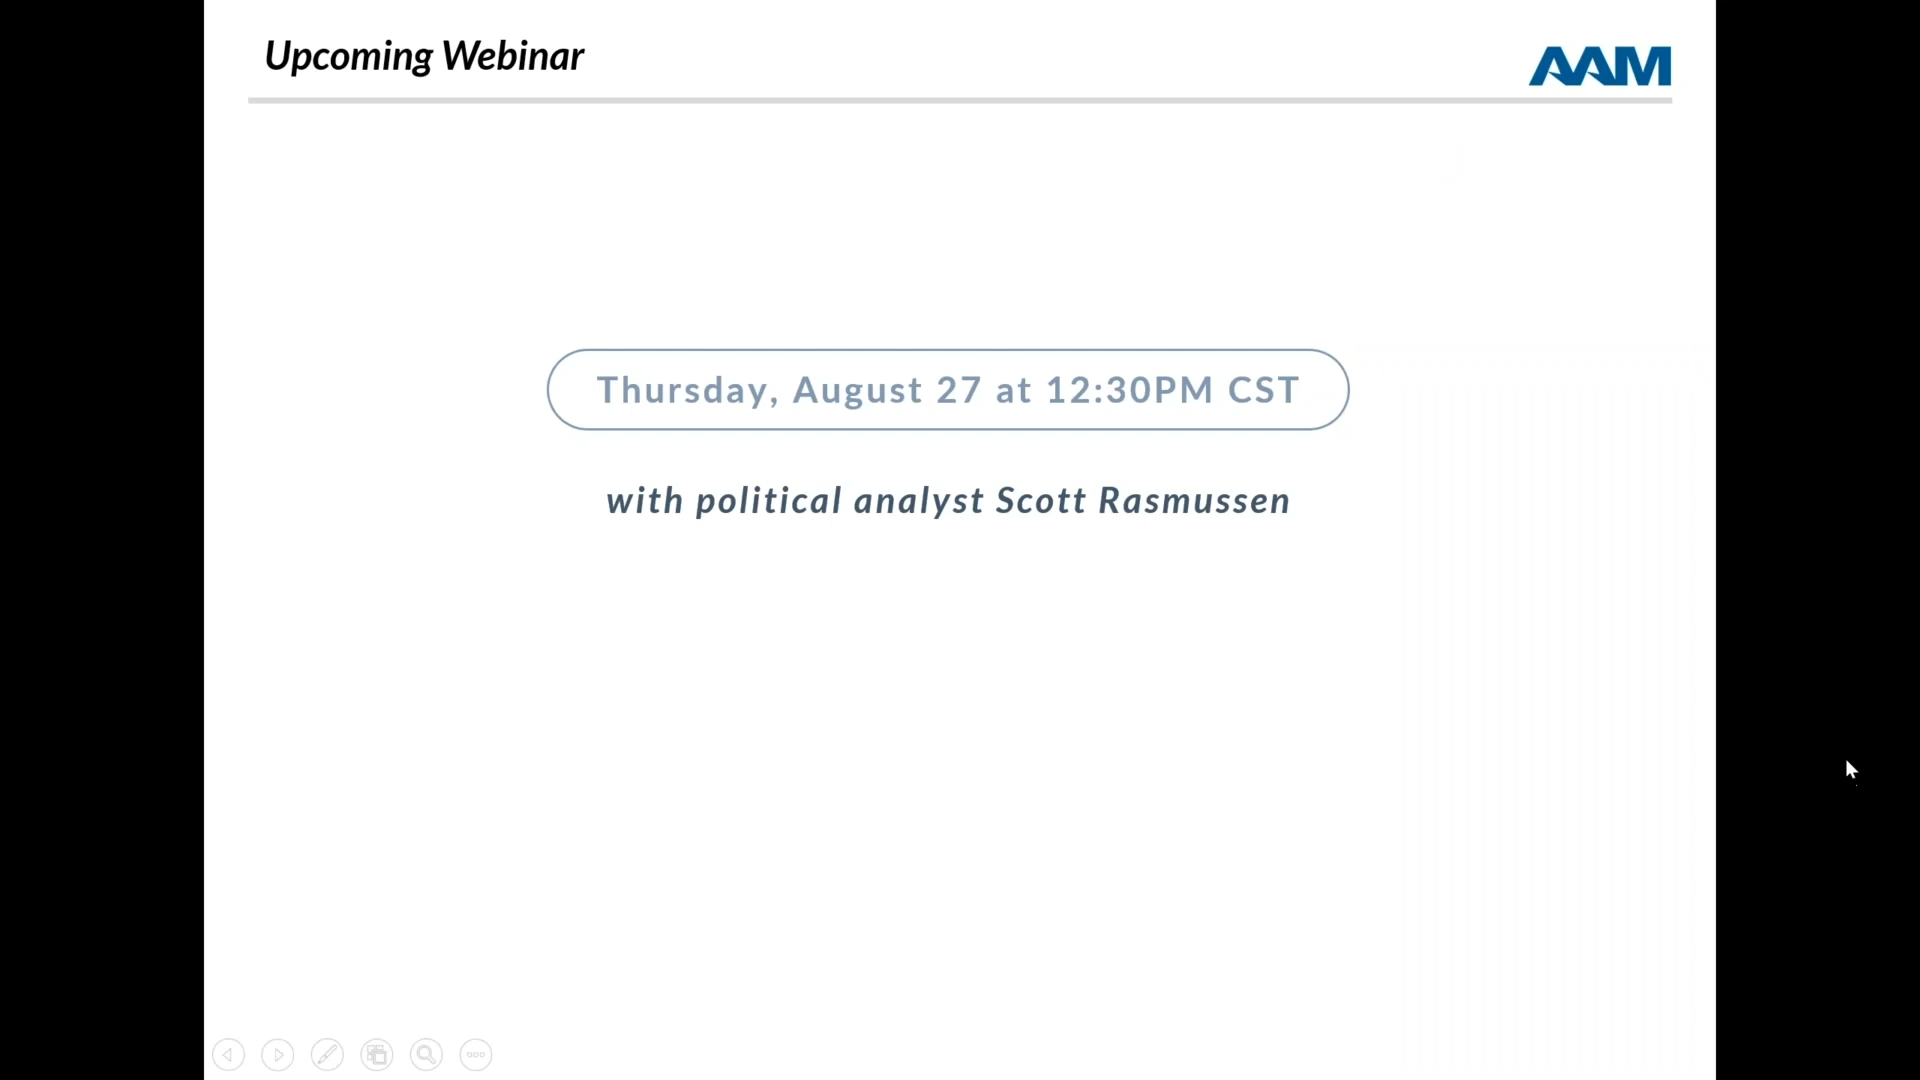 Upcoming Webinar
AAM
Thursday, August 27 at 12:30PM CST
with political analyst Scott Rasmussen